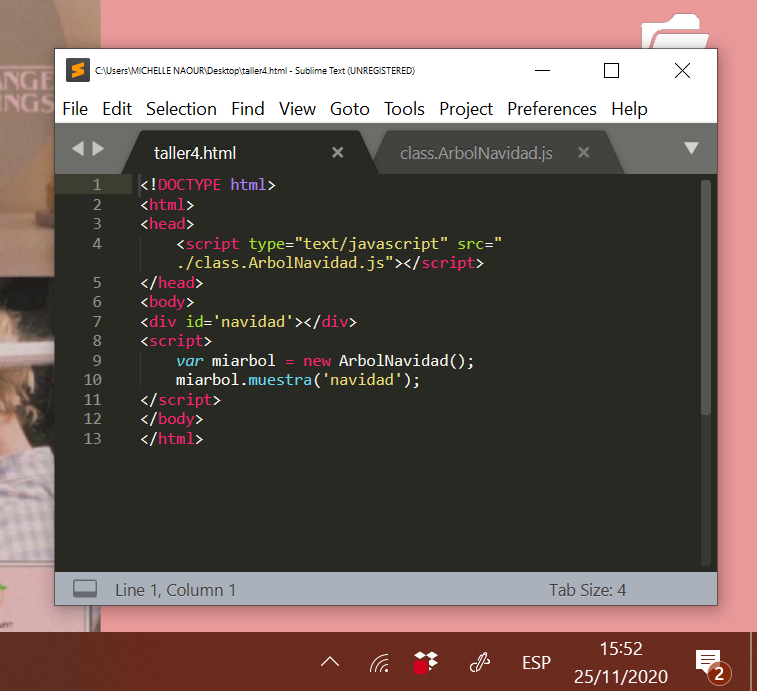 ANGE
INGS
C:\Users\MICHELLE NAOUR\Desktop\taller4.html - Sublime Text (UNREGISTERED)
File Edit Selection Find View Goto Tools Project Preferences Help
taller4.html × class.ArbolNavidad.js ×
1 <!DOCTYPE html>
2 <html>
3 <head>
4 <script type="text/javascript" src="
./class.ArbolNavidad.js"></script>
5 </head>
6 <body>
7 <div id='navidad'></div>
8 <script>
9 var miarbol = new ArbolNavidad();
10 miarbol.muestra('navidad');
11 </script>
12 </body>
13 </html>
Line 1, Column 1 Tab Size: 4
ESP
15:52
25/11/2020
2